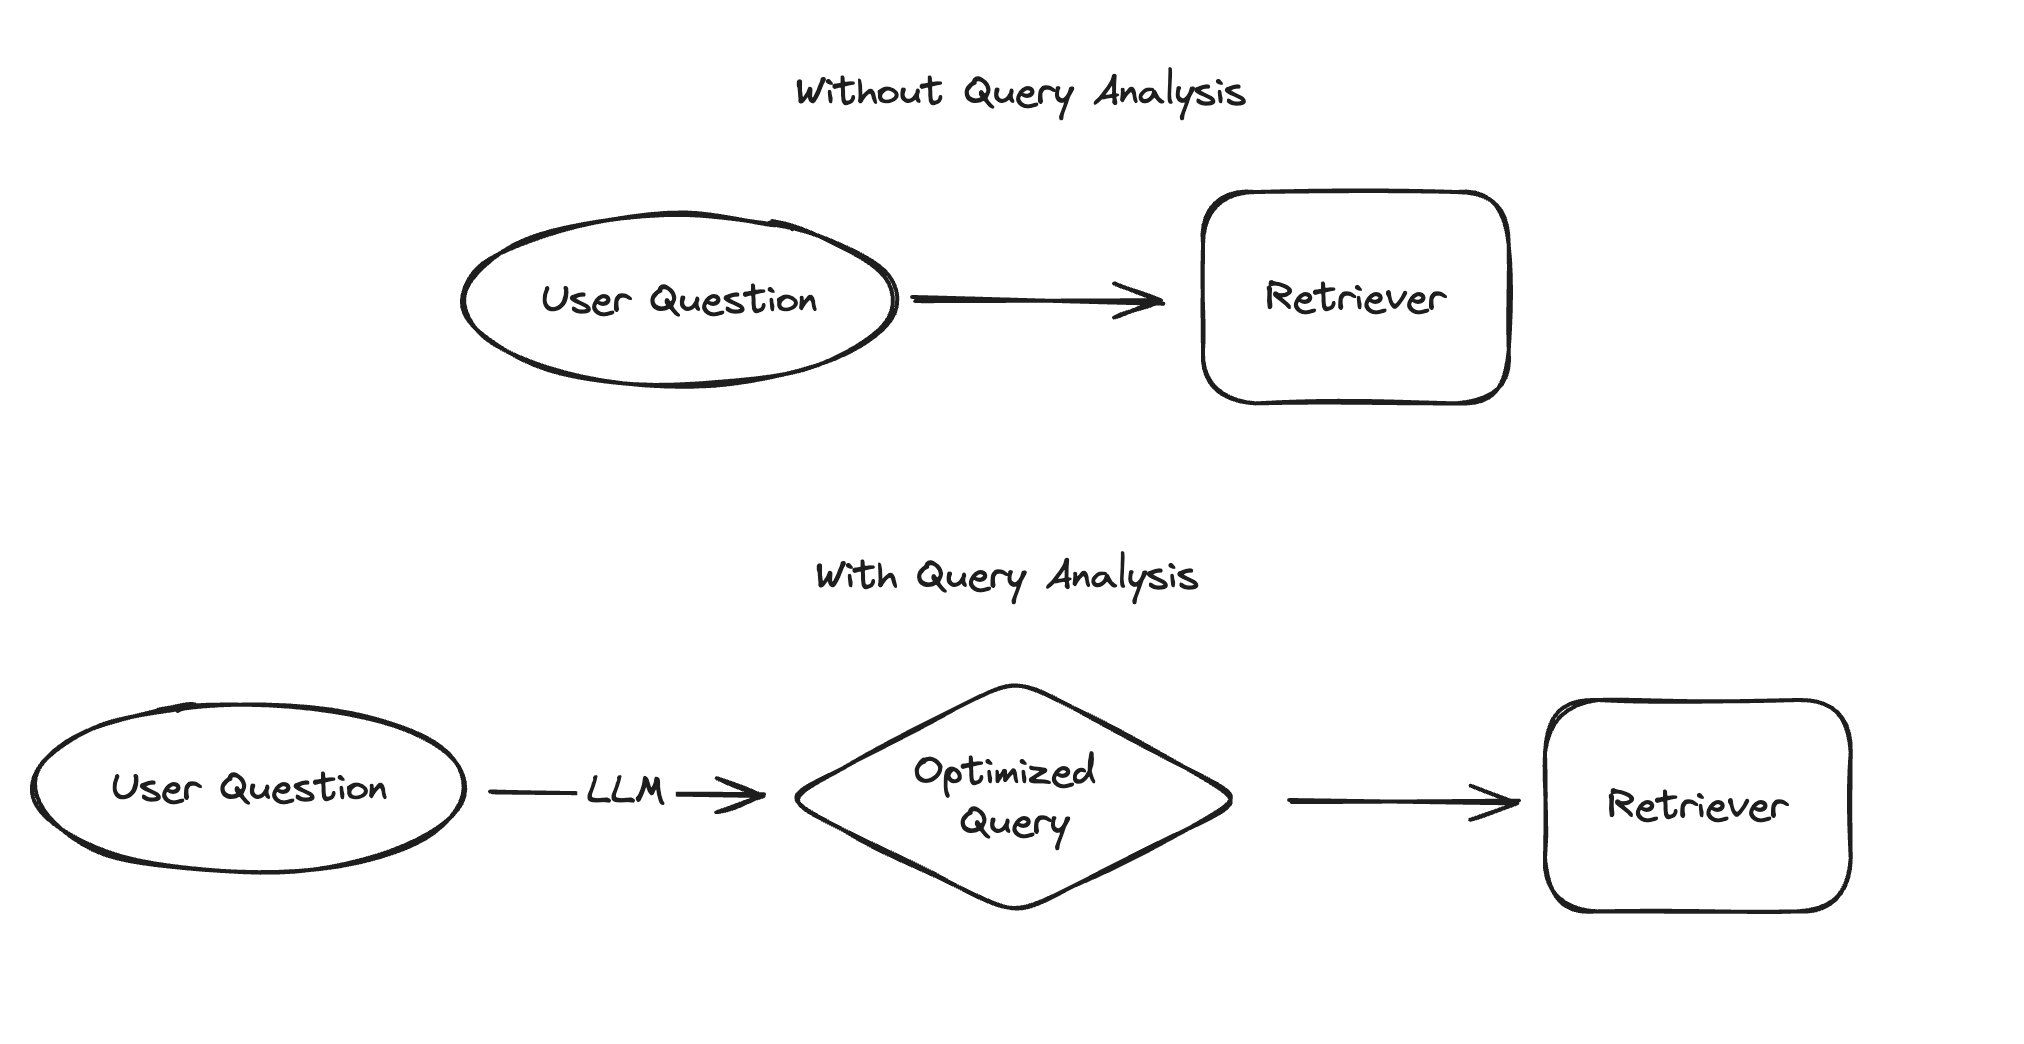 Without Query Analysis
User Question
Retriever
With Query Analysis
User Question
LLM
Optimized
Query
Retriever